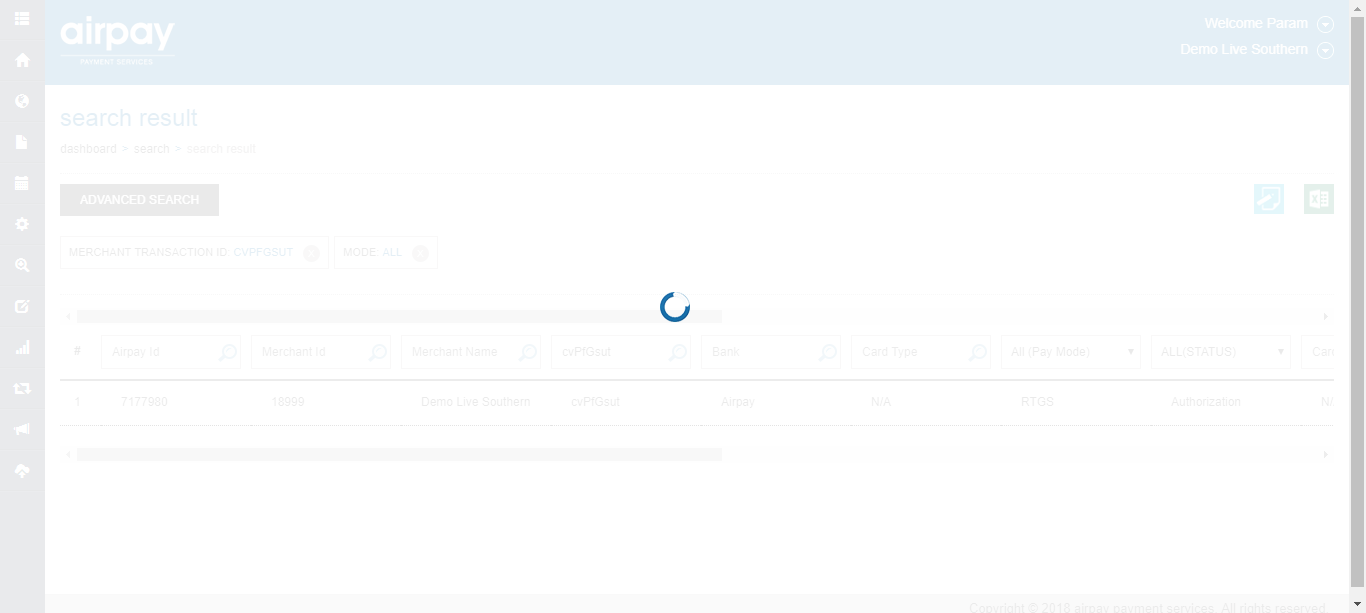 airpay
PAYMENT SERVICES
Welcome Param
Demo Live Southern
search result
dashboard > search > search result
ADVANCED SEARCH
MERCHANT TRANSACTION ID: CVPFGSUT x MODE: ALL x
# Airpay Id Merchant Id Merchant Name cvPfGsut Bank Card Type All (Pay Mode) ALL(STATUS) Card
1 7177980 18999 Demo Live Southern cvPfGsut Airpay N/A RTGS Authorization N/
Copyright © 2018 airpay payment services. All rights reserved.